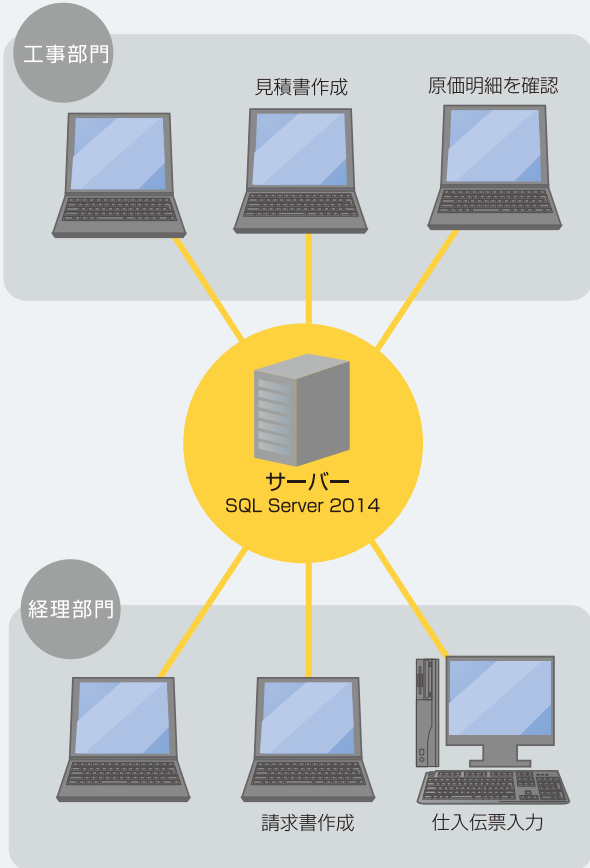 工事部門
見積書作成
原価明細を確認
サーバー
SQL Server 2014
経理部門
請求書作成
仕入伝票入力